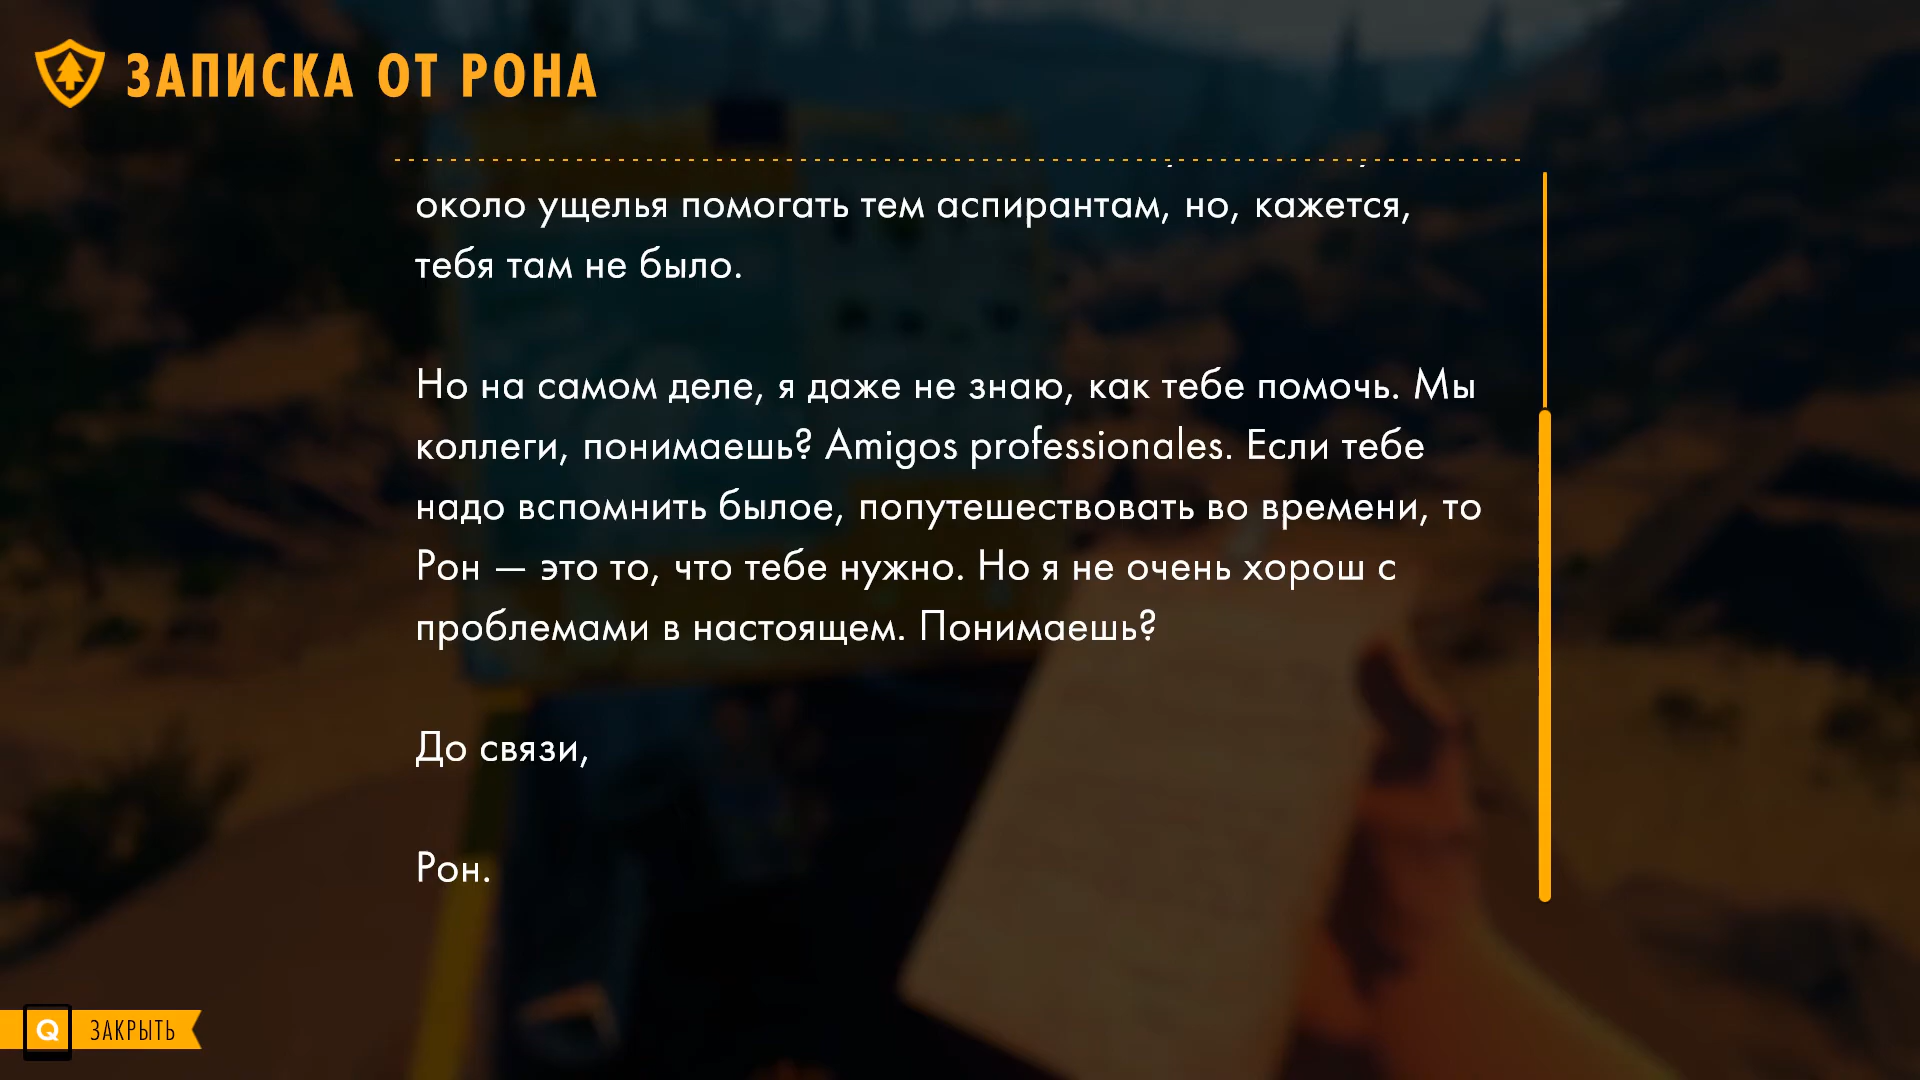 ЗАПИСКА ОТ РОНА
около ущелья помогать тем аспирантам, но, кажется,
тебя там не было.
Но на самом деле, я даже не знаю, как тебе помочь. Мы
коллеги, понимаешь? Amigos professionales. Если тебе
надо вспомнить былое, попутешествовать во времени, то
Рон — это то, что тебе нужно. Но я не очень хорош с
проблемами в настоящем. Понимаешь?
До связи,
Рон.
Q ЗАКРЫТЬ